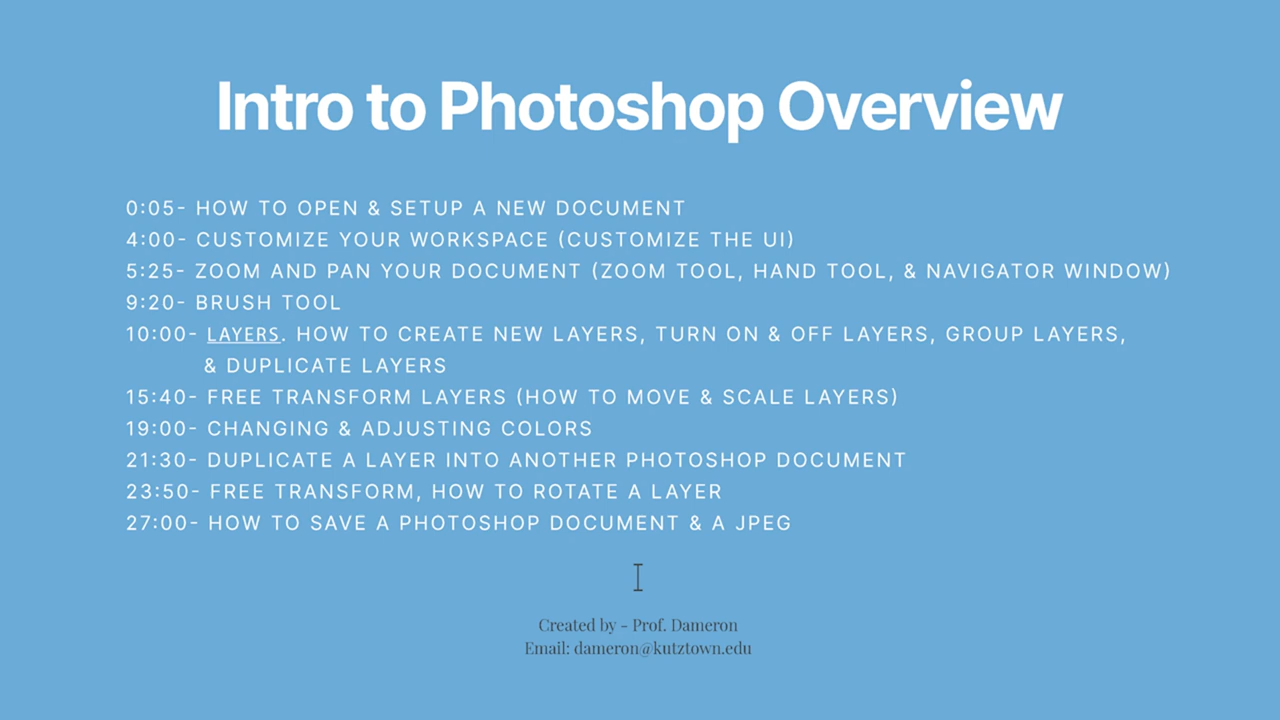 Intro to Photoshop Overview
0:05- HOW TO OPEN & SETUP A NEW DOCUMENT
4:00- CUSTOMIZE YOUR WORKSPACE (CUSTOMIZE THE UI)
5:25- ZOOM AND PAN YOUR DOCUMENT (ZOOM TOOL, HAND TOOL, & NAVIGATOR WINDOW)
9:20- BRUSH TOOL
10:00- LAYERS. HOW TO CREATE NEW LAYERS, TURN ON & OFF LAYERS, GROUP LAYERS,
& DUPLICATE LAYERS
15:40- FREE TRANSFORM LAYERS (HOW TO MOVE & SCALE LAYERS)
19:00- CHANGING & ADJUSTING COLORS
21:30- DUPLICATE A LAYER INTO ANOTHER PHOTOSHOP DOCUMENT
23:50- FREE TRANSFORM, HOW TO ROTATE A LAYER
27:00- HOW TO SAVE A PHOTOSHOP DOCUMENT & A JPEG
Created by - Prof. Dameron
Email: dameron@kutztown.edu